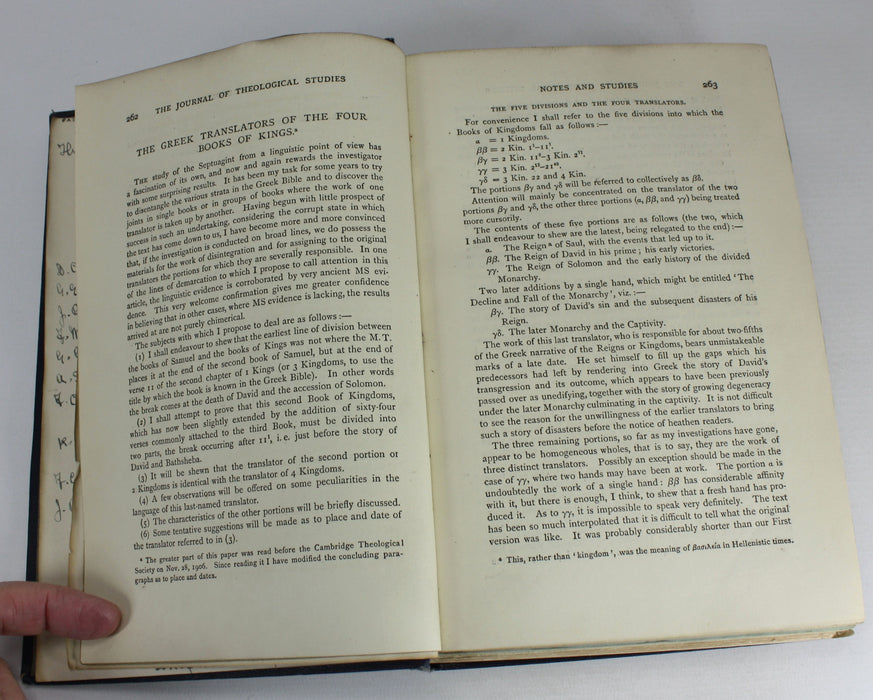 262 THE JOURNAL OF THEOLOGICAL STUDIES
THE GREEK TRANSLATORS OF THE FOUR
BOOKS OF KINGS.*
THE study of the Septuagint from a linguistic point of view has
a fascination of its own, and now and again rewards the investigator
with some surprising results. It has been my task for some years to try
to disentangle the various strata in the Greek Bible and to discover the
joints in single books or in groups of books where the work of one
translator is taken up by another. Having begun with little prospect of
success in such an undertaking, considering the corrupt state in which
the text has come down to us, I have become more and more convinced
that, if the investigation is conducted on broad lines, we do possess the
materials for the work of disintegration and for assigning to the original
translators the portions for which they are severally responsible. In one
of the lines of demarcation to which I propose to call attention in this
article, the linguistic evidence is corroborated by very ancient MS evi-
dence. This very welcome confirmation gives me greater confidence
in believing that in other cases, where MS evidence is lacking, the results
arrived at are not purely chimerical.
The subjects with which I propose to deal are as follows:—
(1) I shall endeavour to shew that the earliest line of division between
the books of Samuel and the books of Kings was not where the M.T.
places it at the end of the second book of Samuel, but at the end of
verse 11 of the second chapter of 1 Kings (or 3 Kingdoms, to use the
title by which the book is known in the Greek Bible). In other words
the break comes at the death of David and the accession of Solomon.
(2) I shall attempt to prove that this second Book of Kingdoms,
which has now been slightly extended by the addition of sixty-four
verses commonly attached to the third Book, must be divided into
two parts, the break occurring after 11¹, i. e. just before the story of
David and Bathsheba.
(3) It will be shewn that the translator of the second portion of
2 Kingdoms is identical with the translator of 4 Kingdoms.
(4) A few observations will be offered on some peculiarities in the
language of this last-named translator.
(5) The characteristics of the other portions will be briefly discussed.
(6) Some tentative suggestions will be made as to place and date of
the translator referred to in (3).
* The greater part of this paper was read before the Cambridge Theological
Society on Nov. 28, 1906. Since reading it I have modified the concluding para-
graphs as to place and dates.
NOTES AND STUDIES 263
THE FIVE DIVISIONS AND THE FOUR TRANSLATORS.
For convenience I shall refer to the five divisions into which the
Books of Kingdoms fall as follows:—
α = 1 Kingdoms.
ββ = 2 Kin. 1¹–11¹.
βγ = 2 Kin. 11²–3 Kin. 2¹¹.
γγ = 3 Kin. 2¹²–21⁴³.
γδ = 3 Kin. 22 and 4 Kin.
The portions βγ and γδ will be referred to collectively as βδ.
Attention will mainly be concentrated on the translator of the two
portions βγ and γδ, the other three portions (α, ββ, and γγ) being treated
more cursorily.
The contents of these five portions are as follows (the two, which
I shall endeavour to shew are the latest, being relegated to the end):—
α. The Reign* of Saul, with the events that led up to it.
ββ. The Reign of David in his prime; his early victories.
γγ. The Reign of Solomon and the early history of the divided
Monarchy.
Two later additions by a single hand, which might be entitled 'The
Decline and Fall of the Monarchy', viz.:—
βγ. The story of David's sin and the subsequent disasters of his
Reign.
γδ. The later Monarchy and the Captivity.
The work of this last translator, who is responsible for about two-fifths
of the Greek narrative of the Reigns or Kingdoms, bears unmistakeable
marks of a late date. He set himself to fill up the gaps which his
predecessors had left by rendering into Greek the story of David's
transgression and its outcome, which appears to have been previously
passed over as unedifying, together with the story of growing degeneracy
under the later Monarchy culminating in the captivity. It is not difficult
to see the reason for the unwillingness of the earlier translators to bring
such a story of disasters before the notice of heathen readers.
The three remaining portions, so far as my investigations have gone,
appear to be homogeneous wholes, that is to say, they are the work of
three distinct translators. Possibly an exception should be made in the
case of γγ, where two hands may have been at work. The portion α is
undoubtedly the work of a single hand: ββ has considerable affinity
with it, but there is enough, I think, to shew that a fresh hand has pro-
duced it. As to γγ, it is impossible to speak very definitely. The text
has been so much interpolated that it is difficult to tell what the original
version was like. It was probably considerably shorter than our First
* This, rather than 'kingdom', was the meaning of βασιλεία in Hellenistic times.